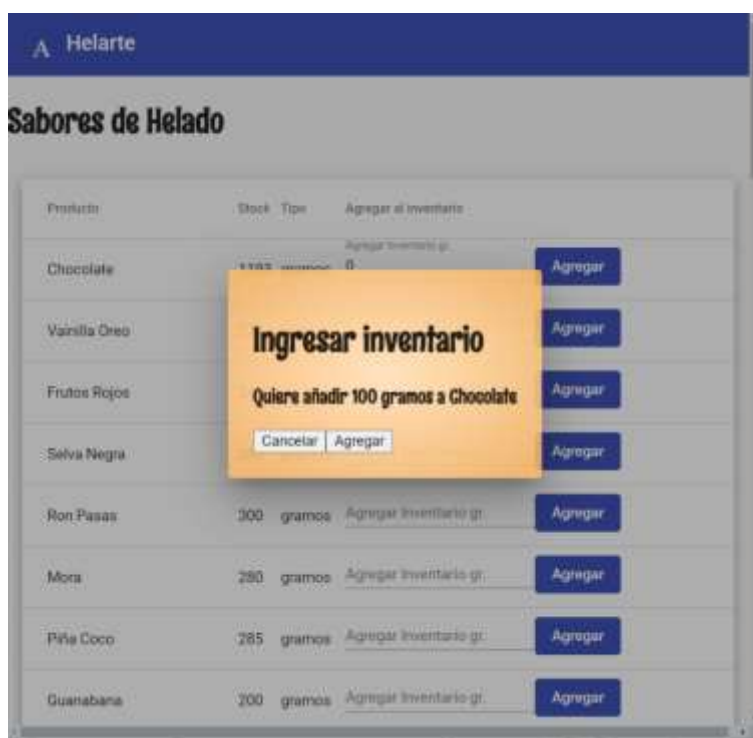 A Helarte
Sabores de Helado
Producto Stock Tipo Agregar al inventario
Agregar Inventario gr.
Chocolate gramos 0 Agregar
Vainilla Oreo Agregar
Ingresar inventario
Frutos Rojos Agregar
Quiere añadir 100 gramos a Chocolate
Cancelar Agregar
Selva Negra Agregar
Ron Pasas 300 gramos Agregar Inventario gr. Agregar
Mora 280 gramos Agregar Inventario gr. Agregar
Piña Coco 285 gramos Agregar Inventario gr. Agregar
Guanabana 200 gramos Agregar Inventario gr. Agregar